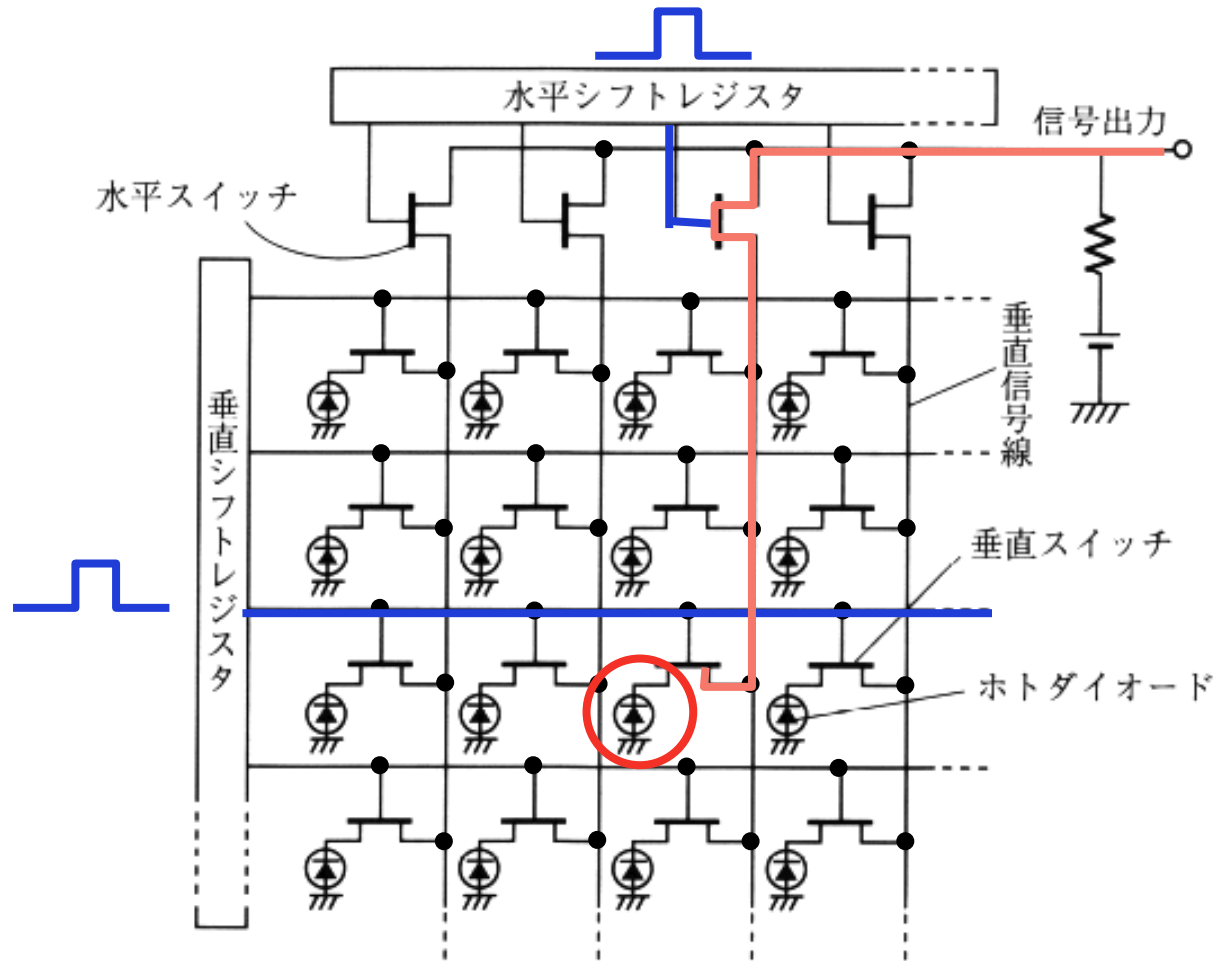 水平シフトレジスタ
信号出力
水平スイッチ
垂直信号線
垂直シフトレジスタ
垂直スイッチ
ホトダイオード